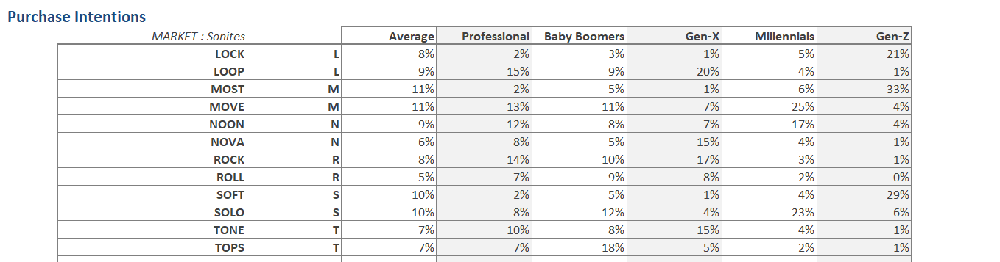 Purchase Intentions
MARKET : Sonites Average Professional Baby Boomers Gen-X Millennials Gen-Z
LOCK L 8% 2% 3% 1% 5% 21%
LOOP L 9% 15% 9% 20% 4% 1%
MOST M 11% 2% 5% 1% 6% 33%
MOVE M 11% 13% 11% 7% 25% 4%
NOON N 9% 12% 8% 7% 17% 4%
NOVA N 6% 8% 5% 15% 4% 1%
ROCK R 8% 14% 10% 17% 3% 1%
ROLL R 5% 7% 9% 8% 2% 0%
SOFT S 10% 2% 5% 1% 4% 29%
SOLO S 10% 8% 12% 4% 23% 6%
TONE T 7% 10% 8% 15% 4% 1%
TOPS T 7% 7% 18% 5% 2% 1%